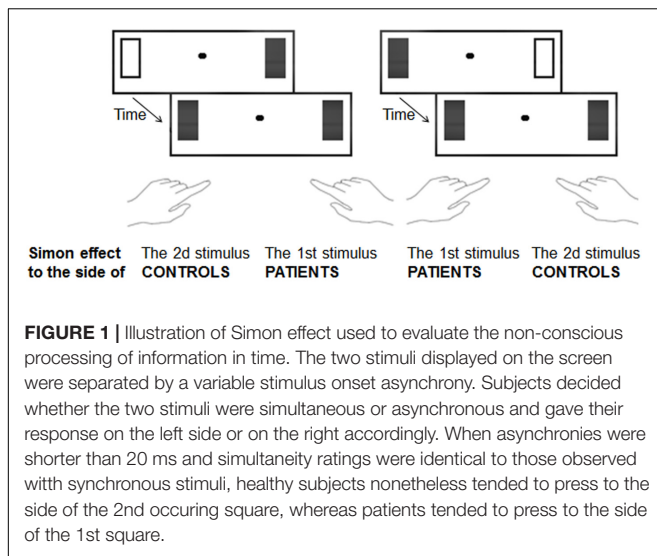 Time
Time
Simon effect The 2d stimulus The 1st stimulus The 1st stimulus The 2d stimulus
to the side of CONTROLS PATIENTS PATIENTS CONTROLS
FIGURE 1 | Illustration of Simon effect used to evaluate the non-conscious
processing of information in time. The two stimuli displayed on the screen
were separated by a variable stimulus onset asynchrony. Subjects decided
whether the two stimuli were simultaneous or asynchronous and gave their
response on the left side or on the right accordingly. When asynchronies were
shorter than 20 ms and simultaneity ratings were identical to those observed
witth synchronous stimuli, healthy subjects nonetheless tended to press to the
side of the 2nd occuring square, whereas patients tended to press to the side
of the 1st square.